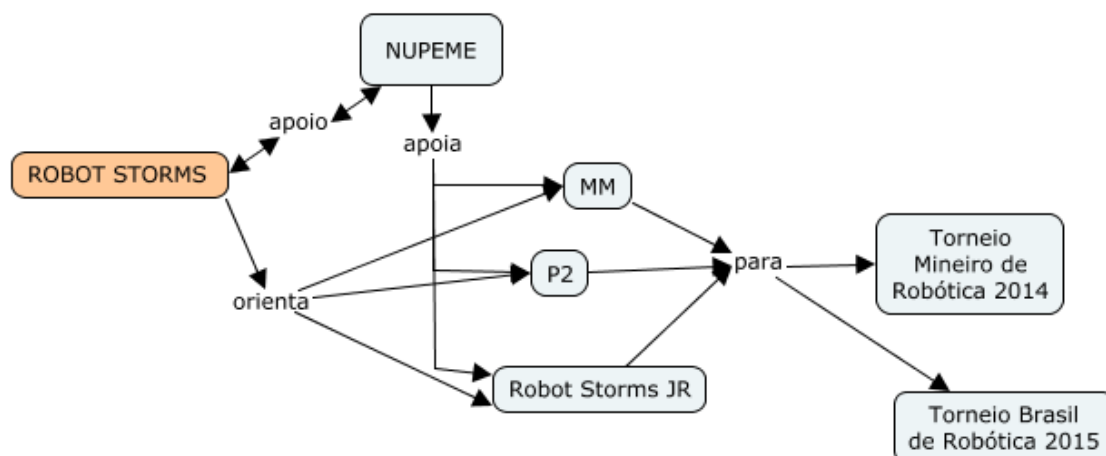 NUPEME
apoio
apoia
ROBOT STORMS
MM
P2
para
orienta
Robot Storms JR
Torneio
Mineiro de
Robótica 2014
Torneio Brasil
de Robótica 2015